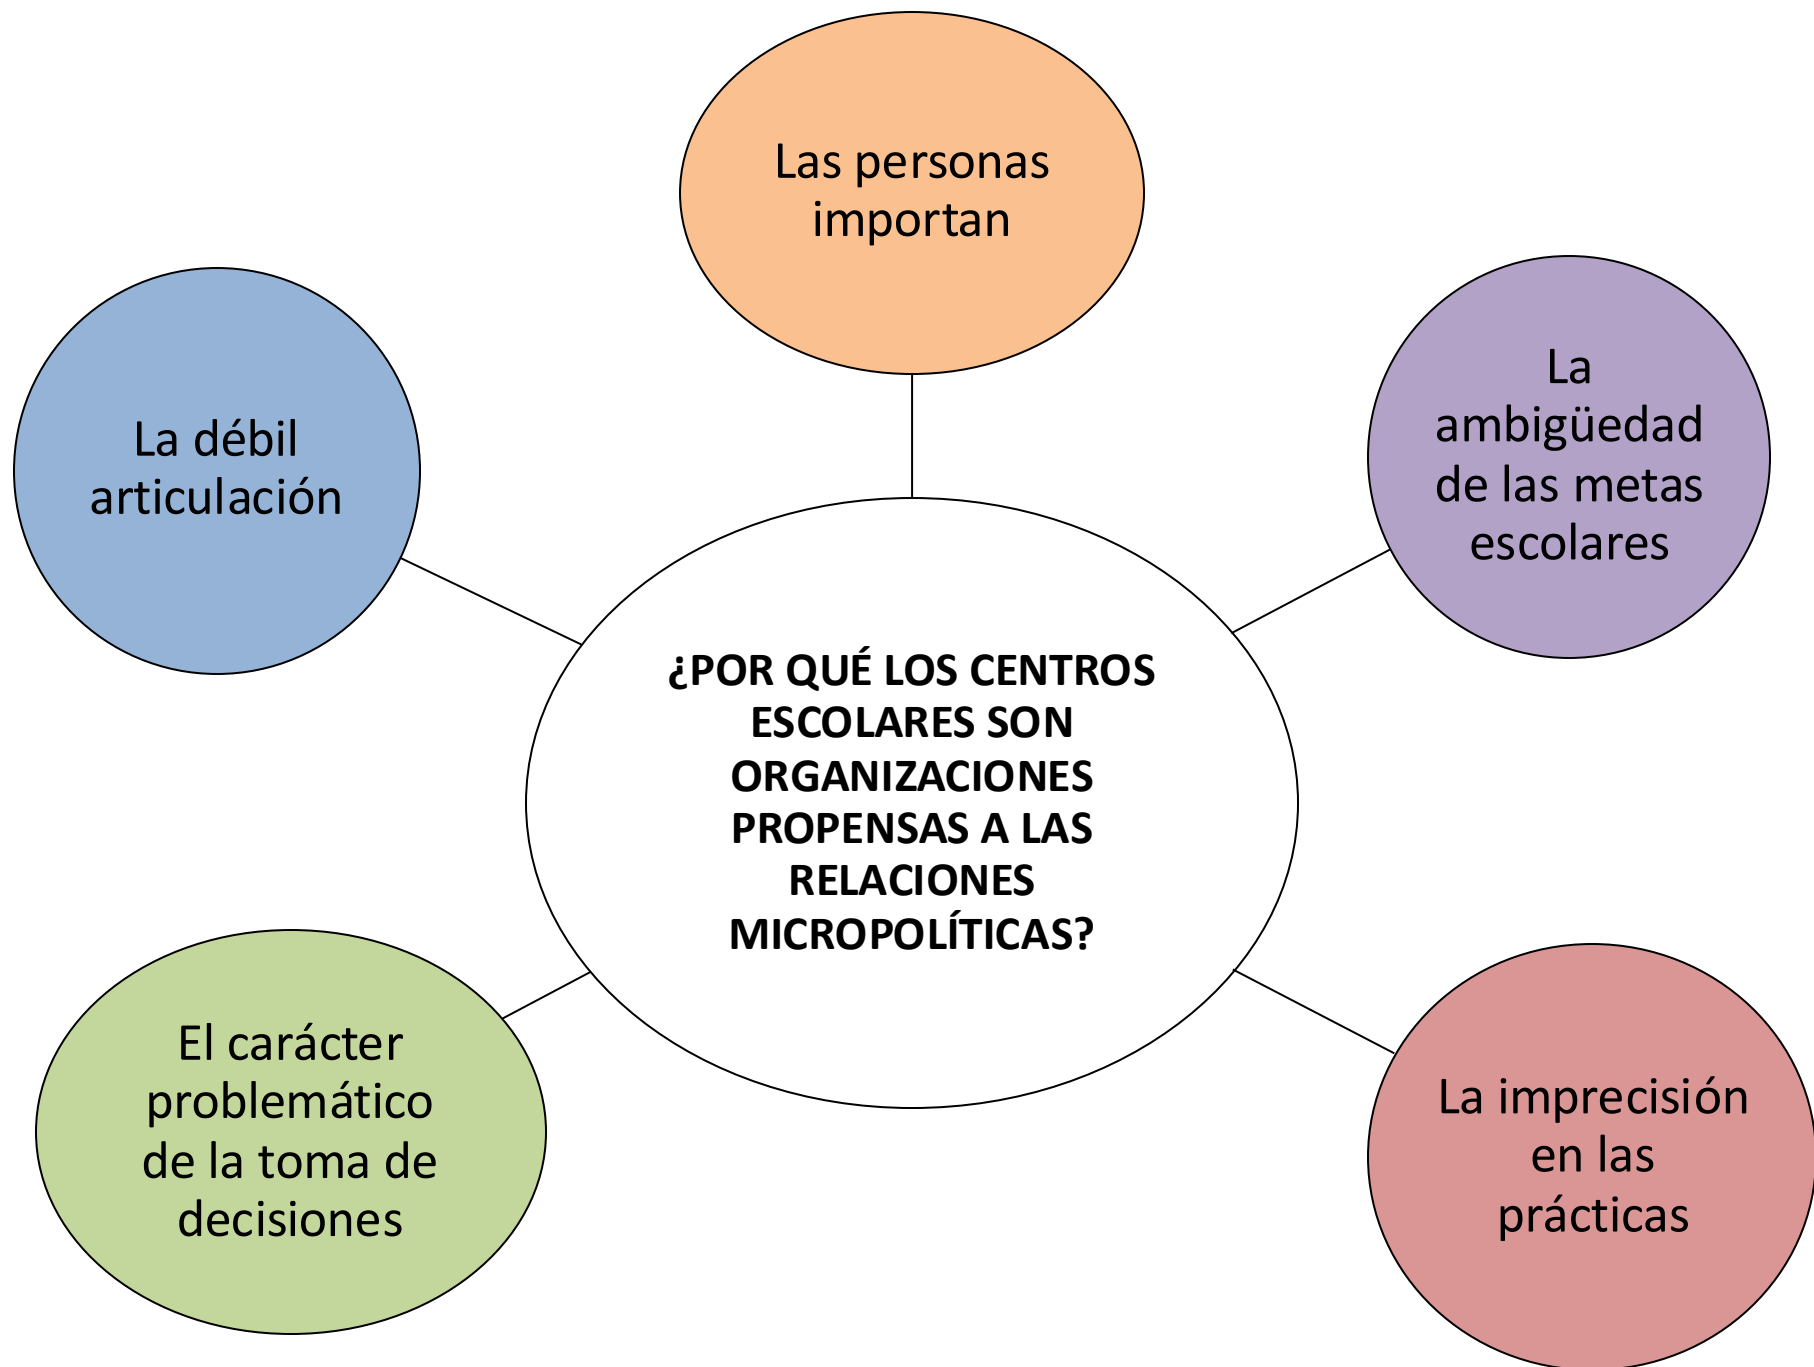 Las personas
importan
La débil
articulación
La
ambigüedad
de las metas
escolares
¿POR QUÉ LOS CENTROS
ESCOLARES SON
ORGANIZACIONES
PROPENSAS A LAS
RELACIONES
MICROPOLÍTICAS?
El carácter
problemático
de la toma de
decisiones
La imprecisión
en las
prácticas